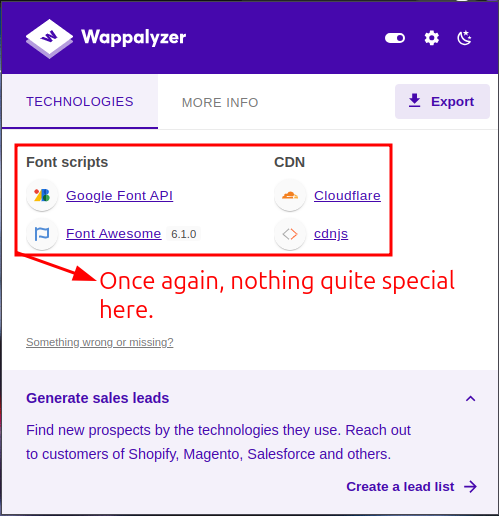 Wappalyzer
TECHNOLOGIES
MORE INFO
Export
Font scripts
CDN
Google Font API
Cloudflare
Font Awesome 6.1.0
cdnjs
Once again, nothing quite special
here.
Something wrong or missing?
Generate sales leads
Find new prospects by the technologies they use. Reach out
to customers of Shopify, Magento, Salesforce and others.
Create a lead list